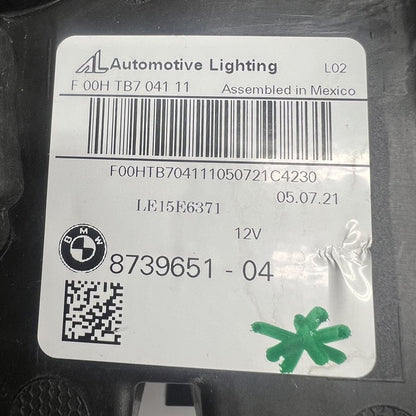 AL Automotive Lighting L02
F 00H TB7 041 11 Assembled in Mexico
F00HTB704111050721C4230
05.07.21
LE15E6371
12V
BMW
8739651 - 04